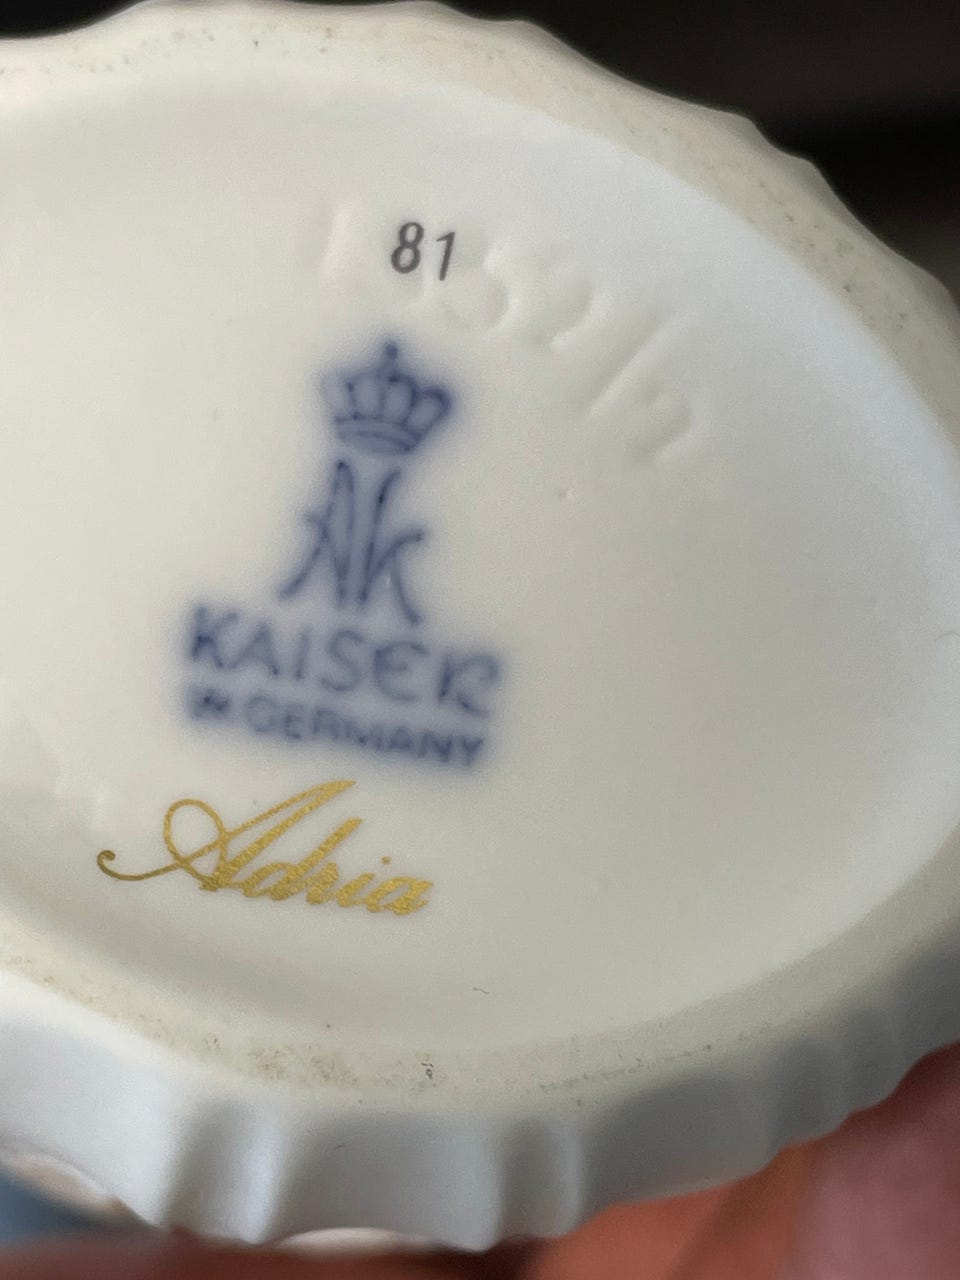 81
AK
KAISER
W. GERMANY
Adria